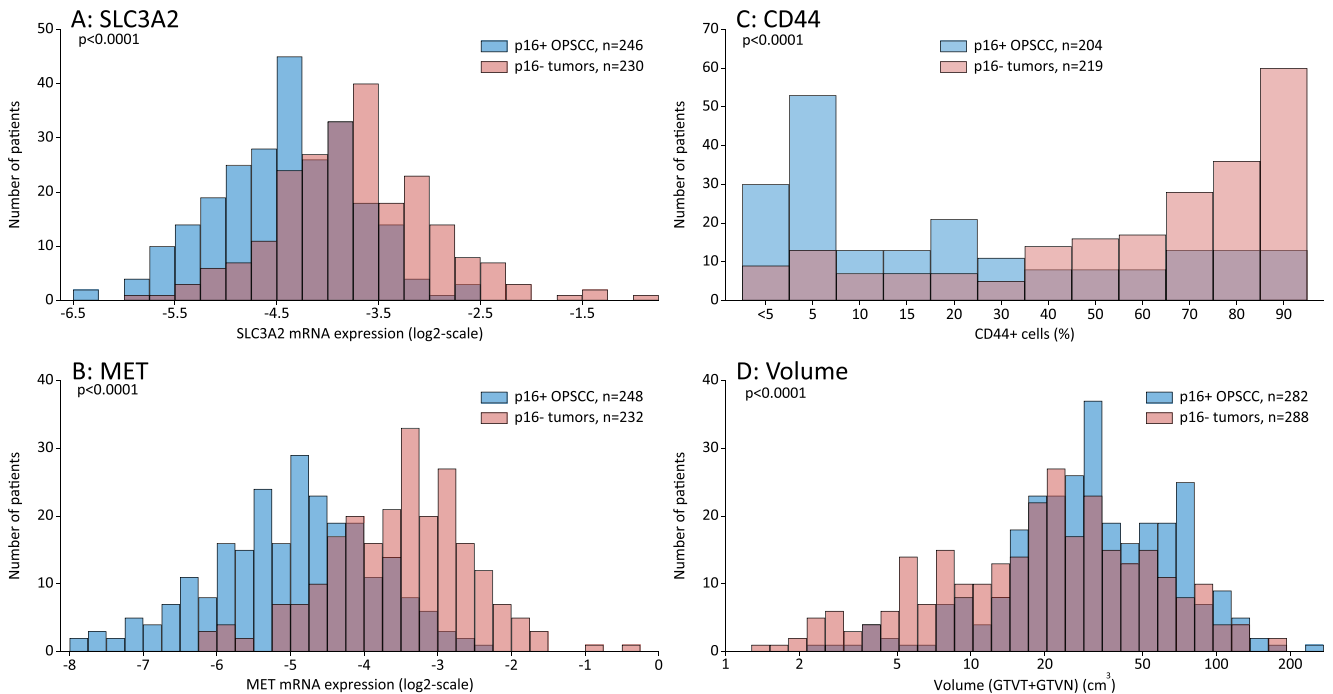 A: SLC3A2
p<0.0001
p16+ OPSCC, n=246
p16- tumors, n=230
Number of patients
50
40
30
20
10
0
-6.5 -5.5 -4.5 -3.5 -2.5 -1.5
SLC3A2 mRNA expression (log2-scale)
C: CD44
p<0.0001
p16+ OPSCC, n=204
p16- tumors, n=219
Number of patients
70
60
50
40
30
20
10
0
<5 5 10 15 20 30 40 50 60 70 80 90
CD44+ cells (%)
B: MET
p<0.0001
p16+ OPSCC, n=248
p16- tumors, n=232
Number of patients
40
30
20
10
0
-8 -7 -6 -5 -4 -3 -2 -1 0
MET mRNA expression (log2-scale)
D: Volume
p<0.0001
p16+ OPSCC, n=282
p16- tumors, n=288
Number of patients
40
30
20
10
0
1 2 5 10 20 50 100 200
Volume (GTVT+GTVN) (cm³)